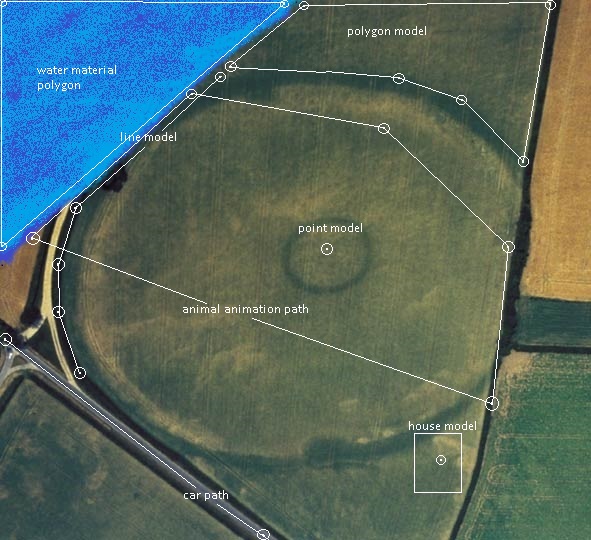 polygon model
water material
polygon
line model
point model
animal animation path
house model
car path